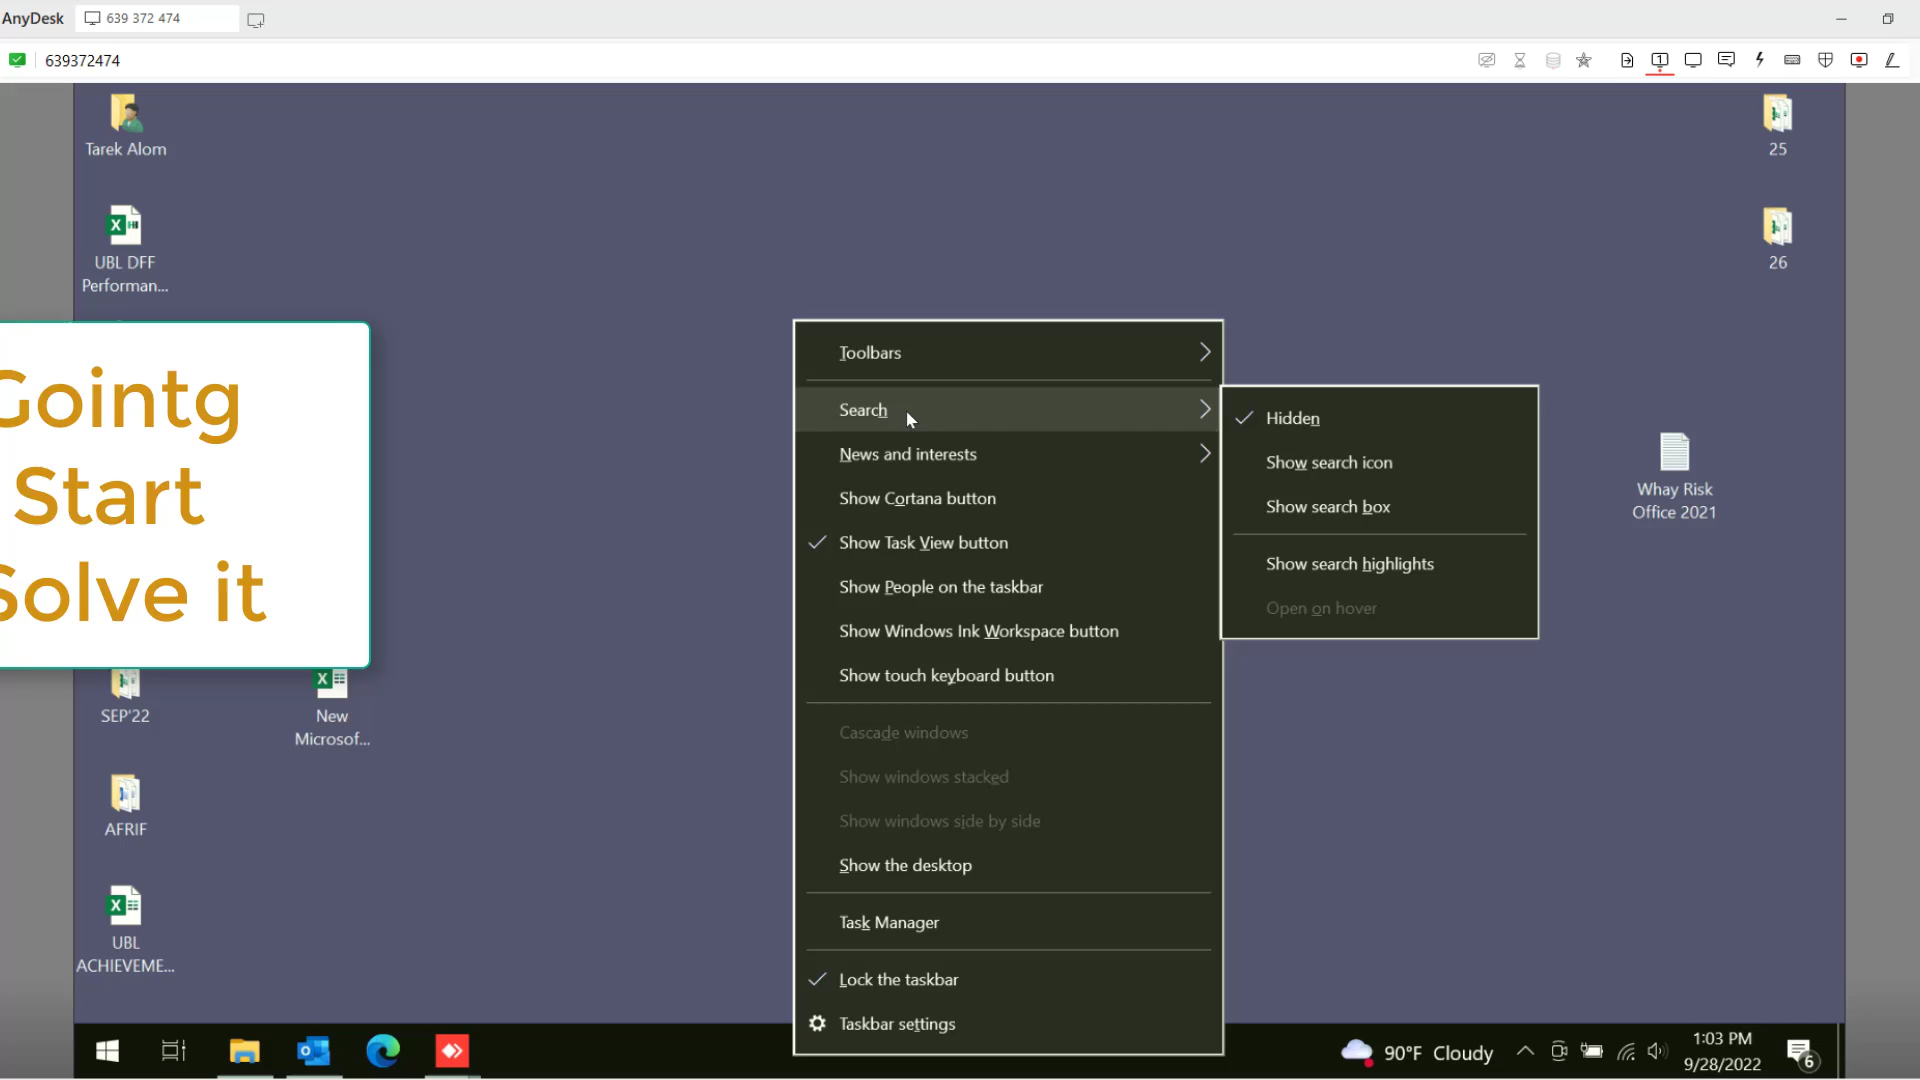 AnyDesk
639 372 474
639372474
1
Tarek Alom
25
UBL DFF
Performan...
26
Gointg
Start
Solve it
Toolbars
Search
News and interests
Show Cortana button
Show Task View button
Show People on the taskbar
Show Windows Ink Workspace button
Show touch keyboard button
Cascade windows
Show windows stacked
Show windows side by side
Show the desktop
Task Manager
Lock the taskbar
Taskbar settings
Hidden
Show search icon
Show search box
Show search highlights
Open on hover
Whay Risk
Office 2021
SEP'22
New
Microsof...
AFRIF
UBL
ACHIEVEME...
90°F Cloudy
1:03 PM
9/28/2022
6